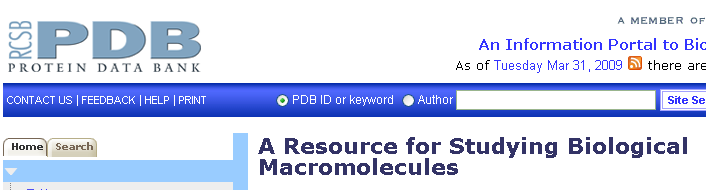 RCSB
PDB
PROTEIN DATA BANK
A MEMBER OF
An Information Portal to Bio
As of Tuesday Mar 31, 2009 there are
CONTACT US | FEEDBACK | HELP | PRINT
PDB ID or keyword Author Site Se
Home Search
A Resource for Studying Biological
Macromolecules